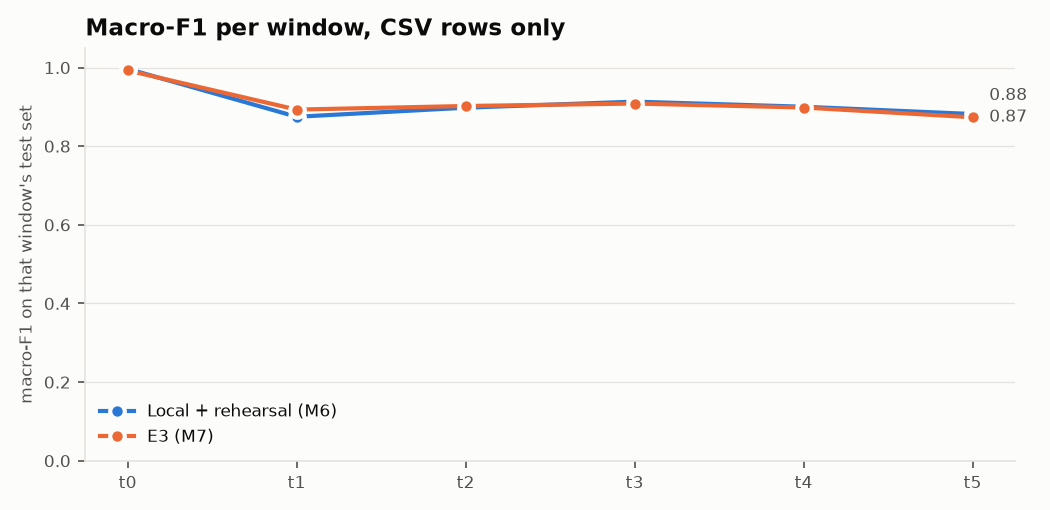 Macro-F1 per window, CSV rows only
macro-F1 on that window's test set
1.0
0.8
0.6
0.4
0.2
0.0
0.88
0.87
Local + rehearsal (M6)
E3 (M7)
t0
t1
t2
t3
t4
t5